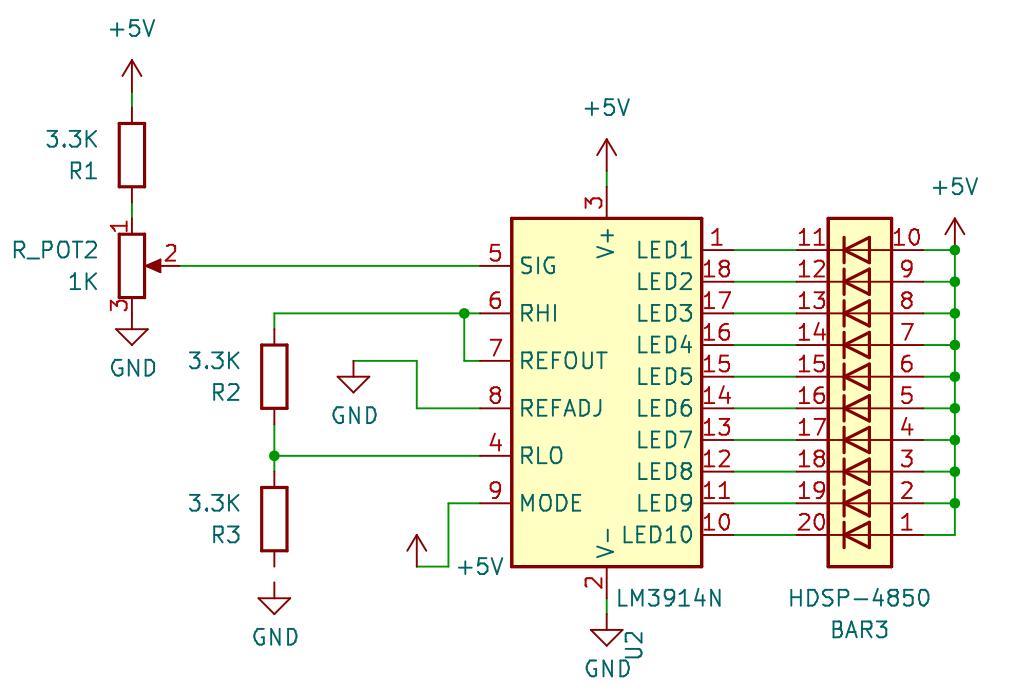 +5V
3.3K
R1
1
R_POT2
2
1K
3
GND
3.3K
R2
GND
3.3K
R3
GND
+5V
+5V
3
V+
5 SIG
6 RHI
7 REFOUT
8 REFADJ
4 RLO
9 MODE
LED1 1
LED2 18
LED3 17
LED4 16
LED5 15
LED6 14
LED7 13
LED8 12
LED9 11
LED10 10
V-
2
LM3914N
U2
GND
+5V
11 10
12 9
13 8
14 7
15 6
16 5
17 4
18 3
19 2
20 1
HDSP-4850
BAR3